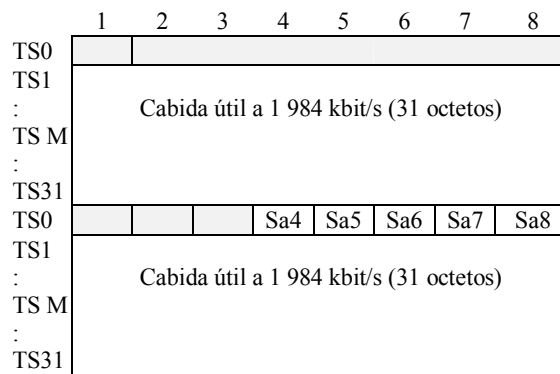 1 2 3 4 5 6 7 8
TS0
TS1
: Cabida útil a 1 984 kbit/s (31 octetos)
TS M
:
TS31
TS0 Sa4 Sa5 Sa6 Sa7 Sa8
TS1
: Cabida útil a 1 984 kbit/s (31 octetos)
TS M
:
TS31